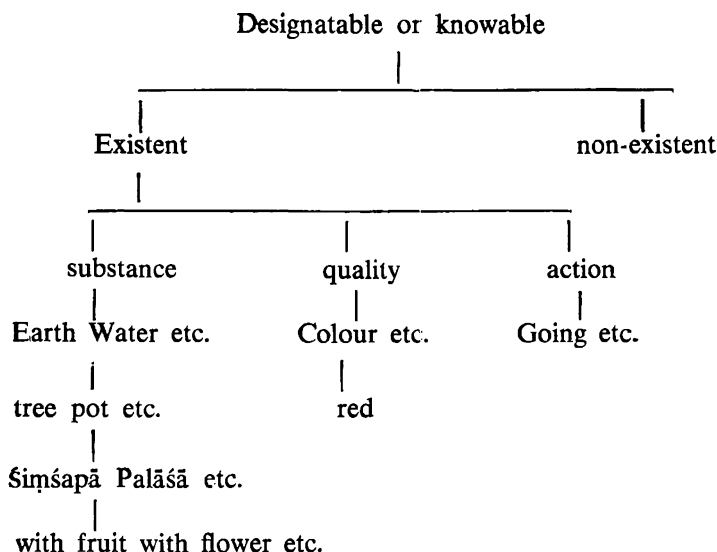 Designatable or knowable
Existent non-existent
substance quality action
Earth Water etc. Colour etc. Going etc.
tree pot etc. red
Śiṃśapā Palāśā etc.
with fruit with flower etc.